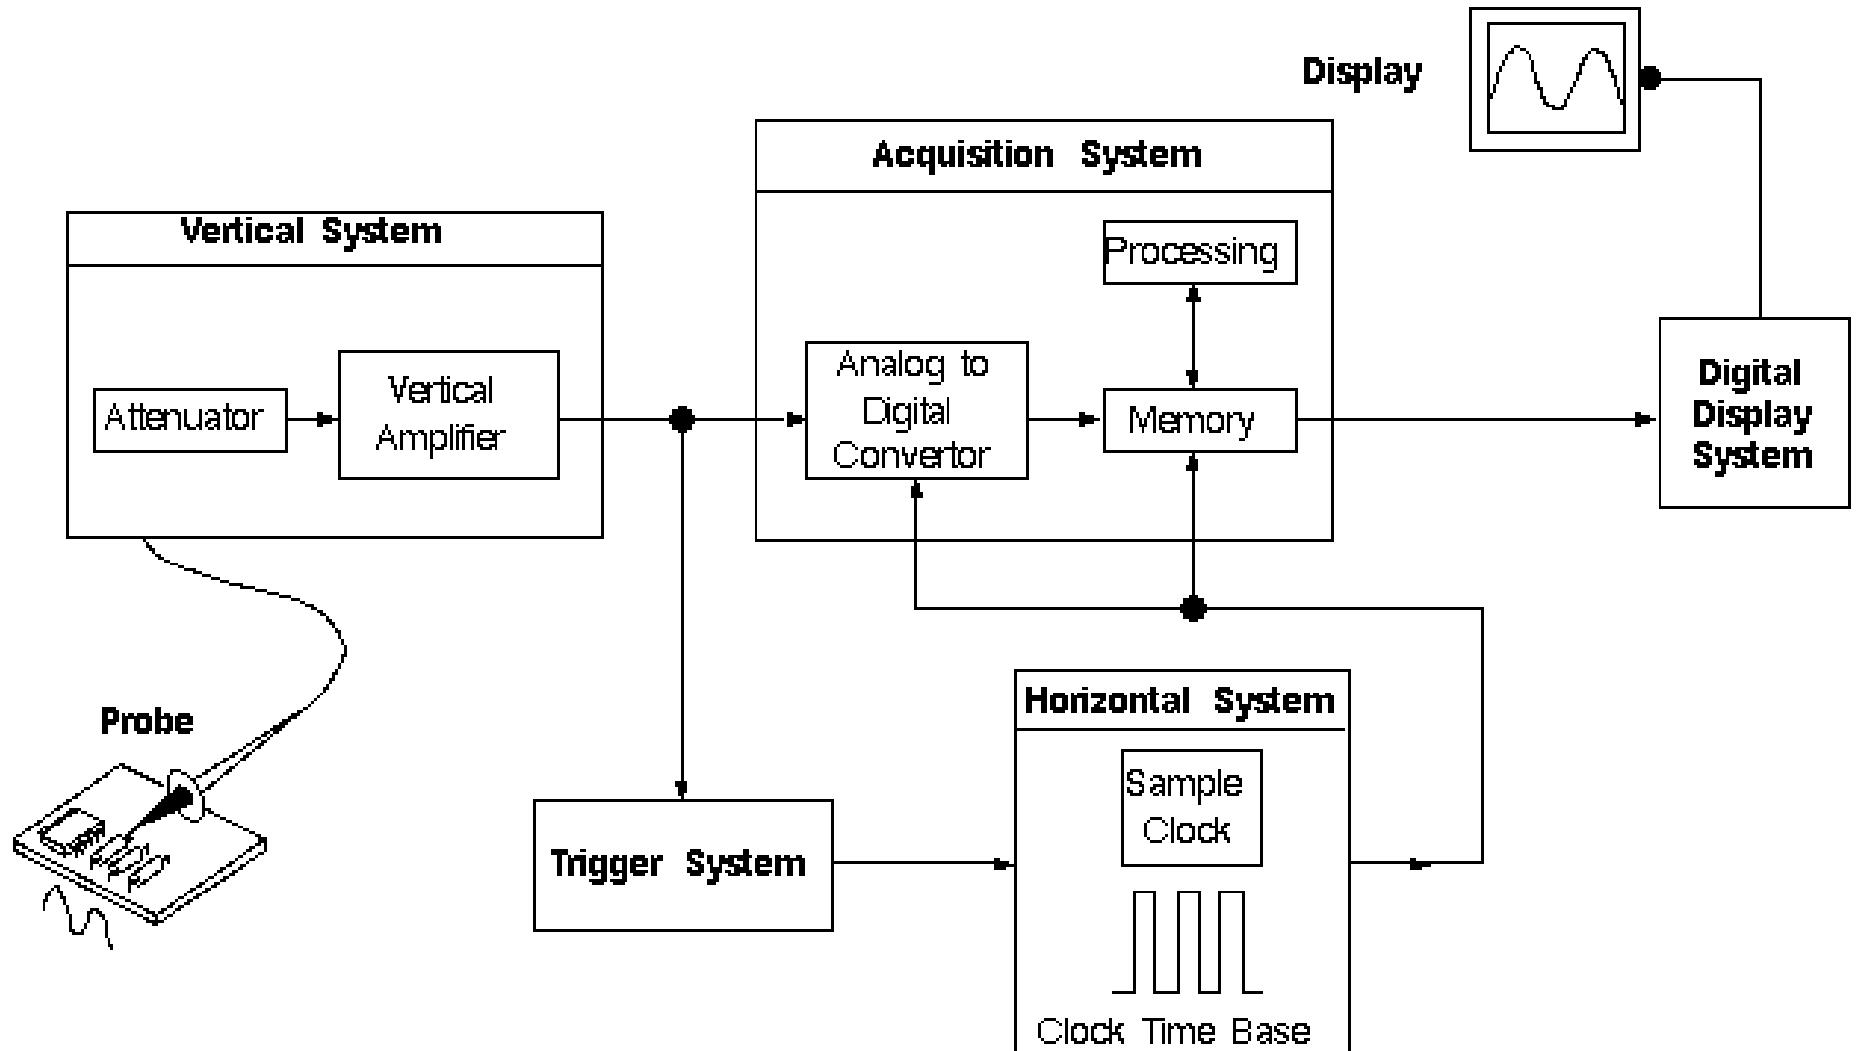 Display
Acquisition System
Vertical System
Processing
Attenuator
Vertical
Amplifier
Analog to
Digital
Convertor
Memory
Digital
Display
System
Probe
Trigger System
Horizontal System
Sample
Clock
Clock Time Base